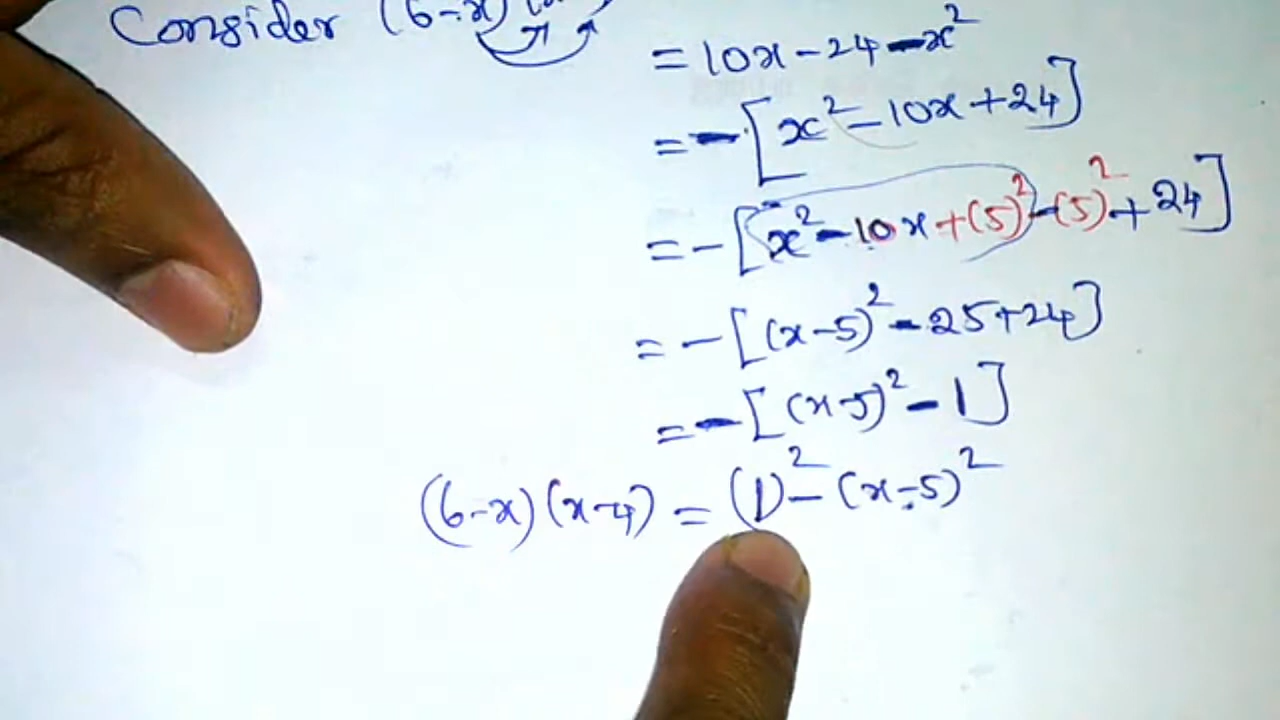 Consider (6-x)
= 10x - 24 - x²
= - [x² - 10x + 24]
= - [x² - 10x + (5)² - (5)² + 24]
= - [(x-5)² - 25 + 24]
= - [(x-5)² - 1]
(6-x)(x-4) = (1)² - (x-5)²